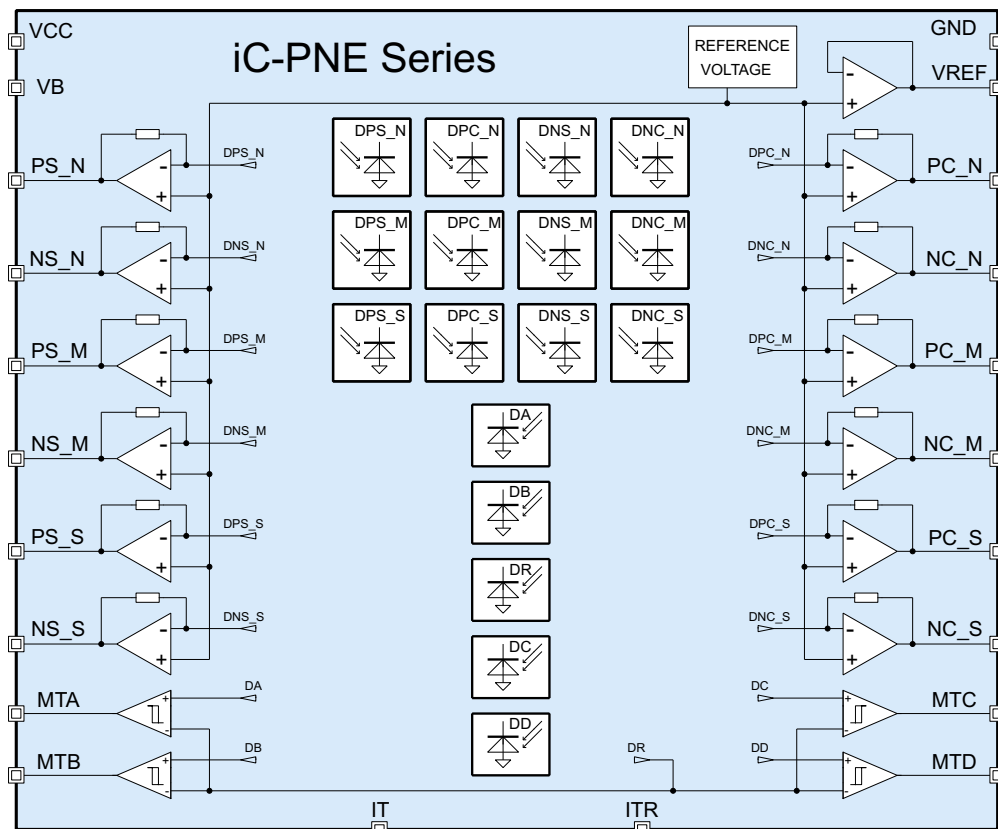 VCC
GND
iC-PNE Series
REFERENCE
VOLTAGE
VB
VREF
PS_N
DPS_N
DPS_N
DPC_N
DNS_N
DNC_N
DPC_N
PC_N
NS_N
DNS_N
DPS_M
DPC_M
DNS_M
DNC_M
DNC_N
NC_N
PS_M
DPS_M
DPS_S
DPC_S
DNS_S
DNC_S
DPC_M
PC_M
NS_M
DNS_M
DA
DNC_M
NC_M
PS_S
DPS_S
DB
DPC_S
PC_S
NS_S
DNS_S
DR
DNC_S
NC_S
MTA
DA
DC
DC
MTC
MTB
DB
DD
DR
DD
MTD
IT
ITR